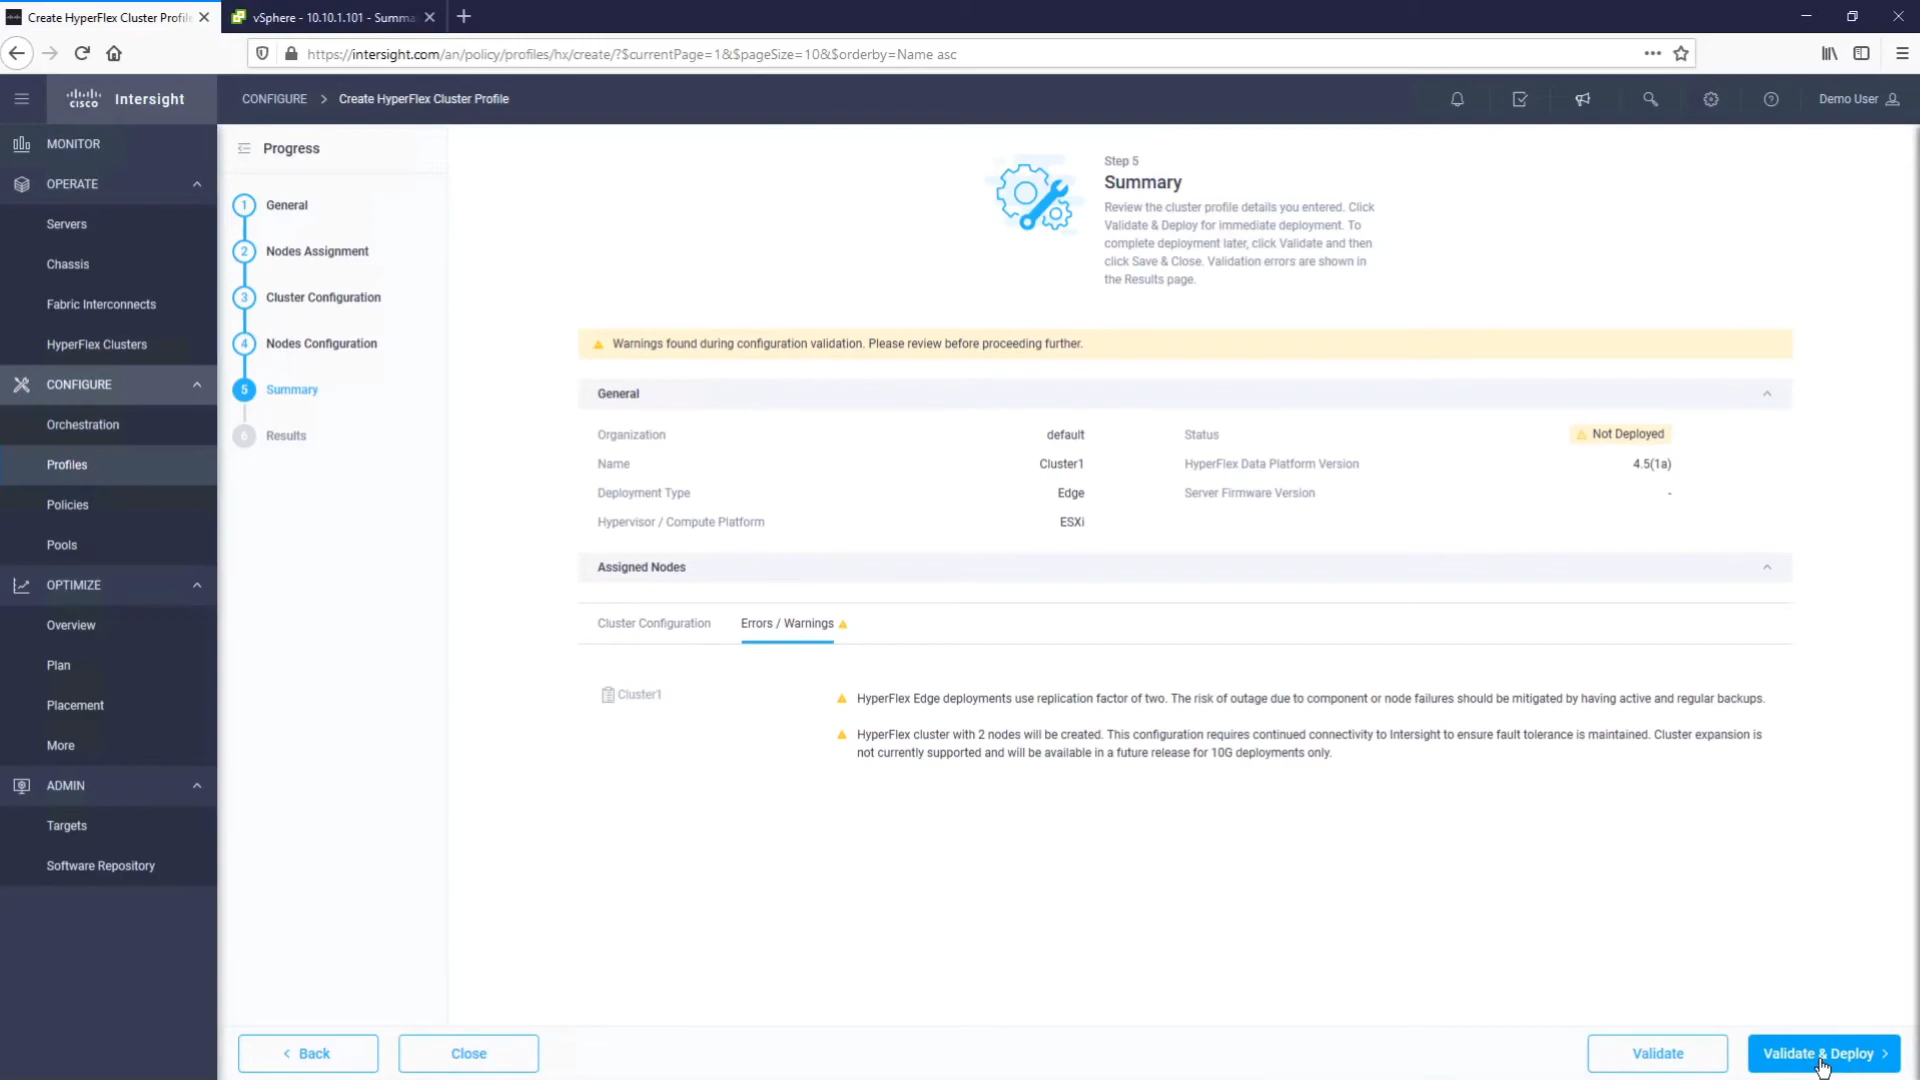 Create HyperFlex Cluster Profile
vSphere - 10.10.1.101 - Summa
https://intersight.com/an/policy/profiles/hx/create/?$currentPage=1&$pageSize=10&$orderby=Name asc
cisco Intersight
CONFIGURE > Create HyperFlex Cluster Profile
Demo User
MONITOR
OPERATE
Servers
Chassis
Fabric Interconnects
HyperFlex Clusters
CONFIGURE
Orchestration
Profiles
Policies
Pools
OPTIMIZE
Overview
Plan
Placement
More
ADMIN
Targets
Software Repository
Progress
1 General
2 Nodes Assignment
3 Cluster Configuration
4 Nodes Configuration
5 Summary
6 Results
Step 5
Summary
Review the cluster profile details you entered. Click
Validate & Deploy for immediate deployment. To
complete deployment later, click Validate and then
click Save & Close. Validation errors are shown in
the Results page.
Warnings found during configuration validation. Please review before proceeding further.
General
Organization default
Name Cluster1
Deployment Type Edge
Hypervisor / Compute Platform ESXi
Status Not Deployed
HyperFlex Data Platform Version 4.5(1a)
Server Firmware Version -
Assigned Nodes
Cluster Configuration Errors / Warnings
Cluster1
HyperFlex Edge deployments use replication factor of two. The risk of outage due to component or node failures should be mitigated by having active and regular backups.
HyperFlex cluster with 2 nodes will be created. This configuration requires continued connectivity to Intersight to ensure fault tolerance is maintained. Cluster expansion is
not currently supported and will be available in a future release for 10G deployments only.
< Back
Close
Validate
Validate & Deploy >